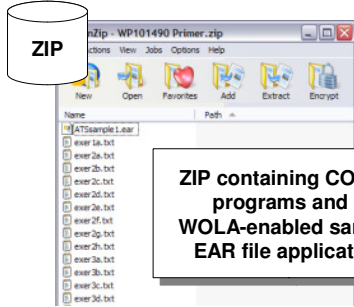 ZIP
nZip - WP101490 Primer.zip
ctions View Jobs Options Help
New Open Favorites Add Extract Encrypt
Name Path
ATSsample1.ear
exer1a.txt
exer2a.txt
exer2b.txt
exer2c.txt
exer2d.txt
exer2e.txt
exer2f.txt
exer2g.txt
exer2h.txt
exer3a.txt
exer3b.txt
exer3c.txt
exer3d.txt
ZIP containing CO
programs and
WOLA-enabled sa
EAR file applicat